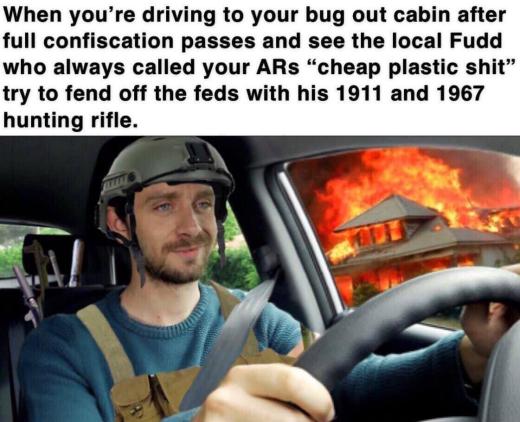 When you’re driving to your bug out cabin after
full confiscation passes and see the local Fudd
who always called your ARs “cheap plastic shit”
try to fend off the feds with his 1911 and 1967
hunting rifle.